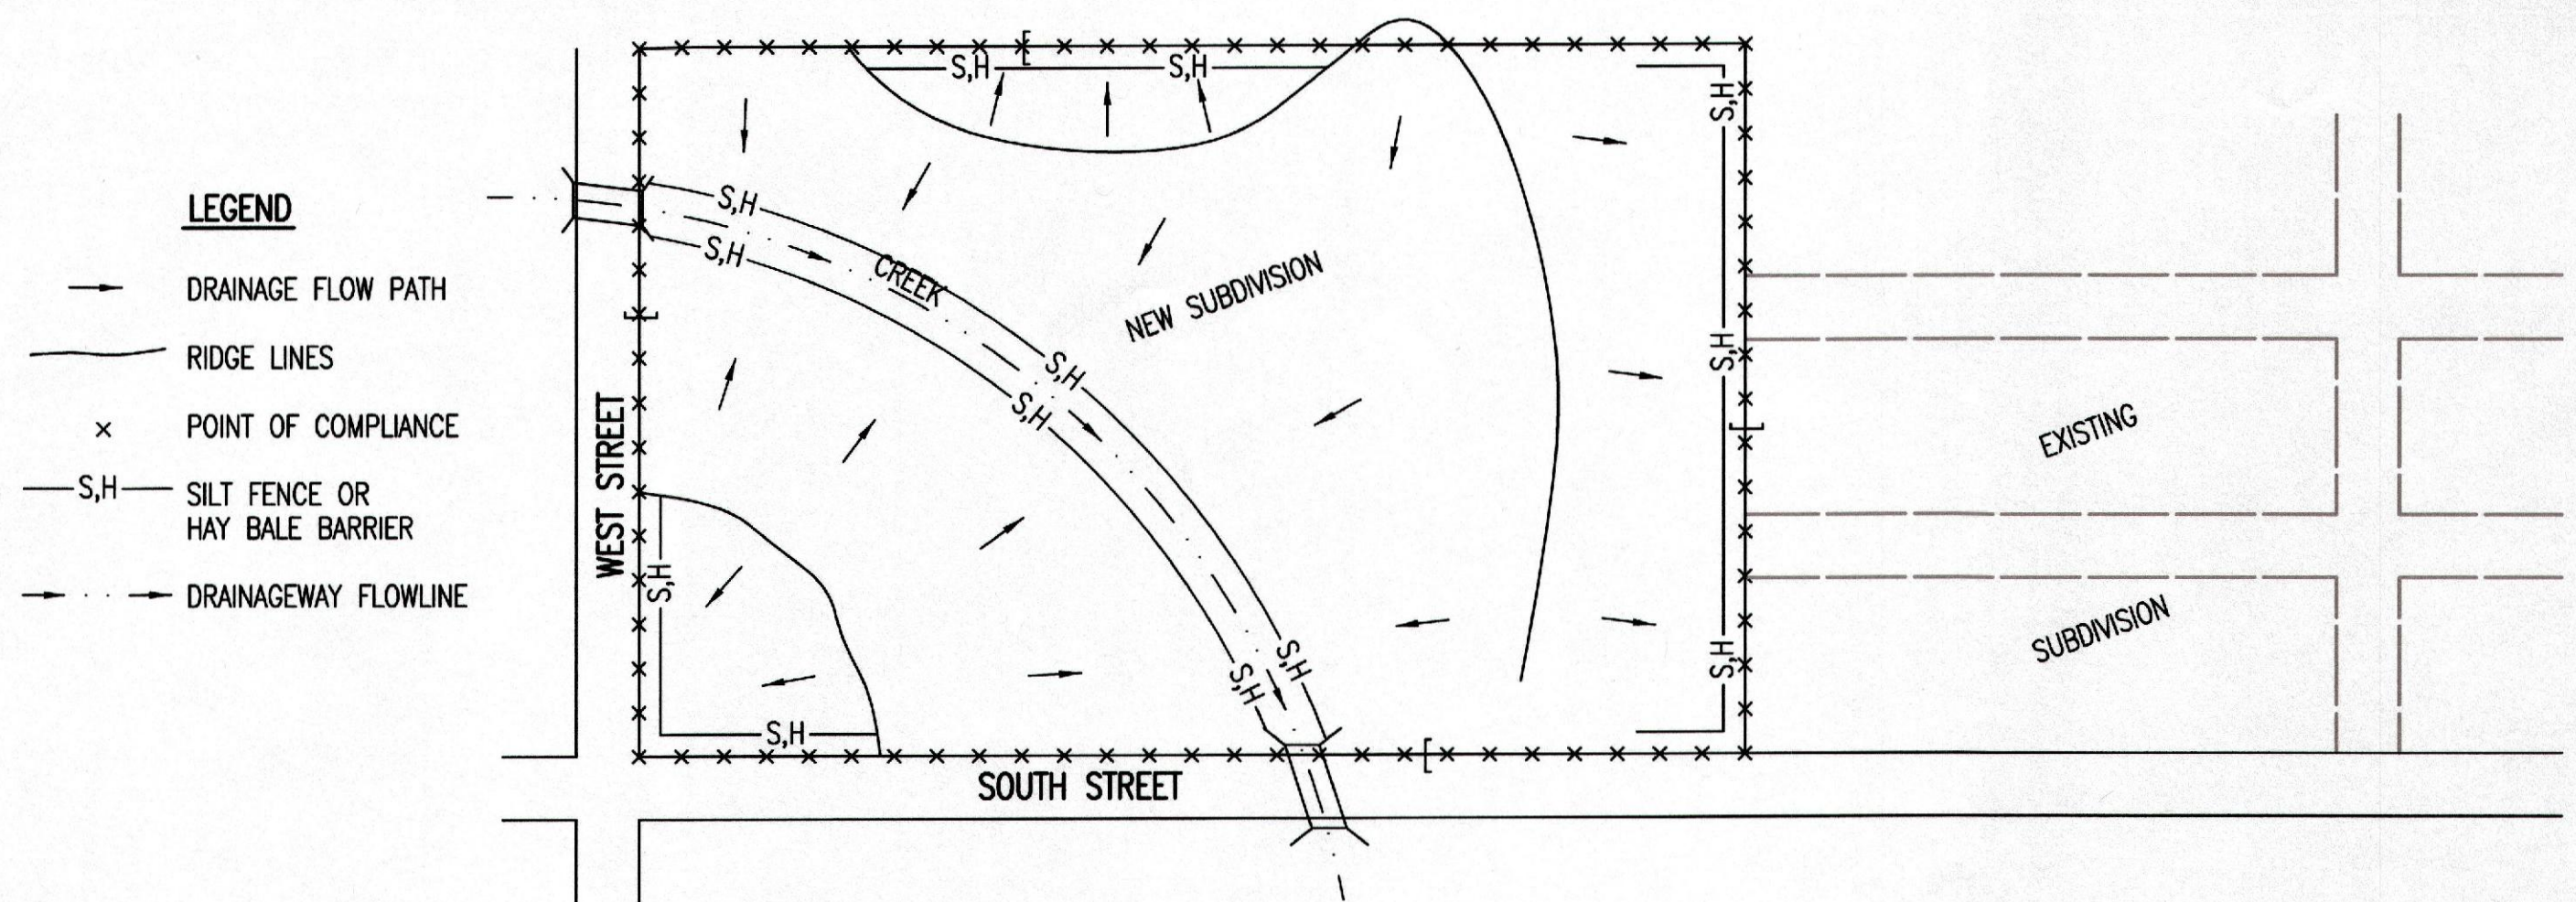 LEGEND
DRAINAGE FLOW PATH
RIDGE LINES
POINT OF COMPLIANCE
S,H
SILT FENCE OR
HAY BALE BARRIER
DRAINAGEWAY FLOWLINE
WEST STREET
SOUTH STREET
CREEK
NEW SUBDIVISION
EXISTING
SUBDIVISION
S,H
S,H
S,H
S,H
S,H
S,H
S,H
S,H
S,H
S,H
S,H
S,H
S,H